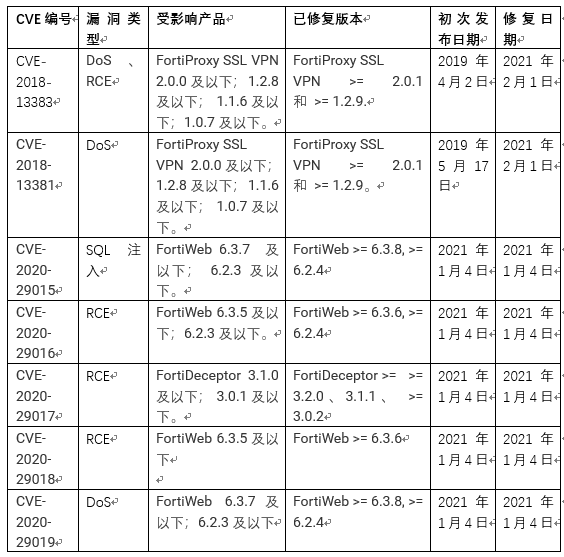 CVE 编号
漏洞类
型
受影响产品
已修复版本
初次发
布日期
修复日
期
CVE-
2018-
13383
DoS 、
RCE
FortiProxy SSL VPN
2.0.0 及以下； 1.2.8
及以下； 1.1.6 及以
下；1.0.7 及以下。
FortiProxy SSL
VPN >= 2.0.1
和 >= 1.2.9.
2019 年
4 月 2 日
2021 年
2 月 1 日
CVE-
2018-
13381
DoS
FortiProxy SSL
VPN 2.0.0 及以下；
1.2.8 及以下； 1.1.6
及以下； 1.0.7 及以
下。
FortiProxy SSL
VPN >= 2.0.1
和 >= 1.2.9。
2019 年
5 月 17
日
2021 年
2 月 1 日
CVE-
2020-
29015
SQL 注
入
FortiWeb 6.3.7 及
以下； 6.2.3 及以
下。
FortiWeb >= 6.3.8, >=
6.2.4
2021 年
1 月 4 日
2021 年
1 月 4 日
CVE-
2020-
29016
RCE
FortiWeb 6.3.5 及以
下；6.2.3 及以下。
FortiWeb >= 6.3.6, >=
6.2.4
2021 年
1 月 4 日
2021 年
1 月 4 日
CVE-
2020-
29017
RCE
FortiDeceptor 3.1.0
及以下； 3.0.1 及以
下。
FortiDeceptor >= >=
3.2.0 、3.1.1 、 >=
3.0.2
2021 年
1 月 4 日
2021 年
1 月 4 日
CVE-
2020-
29018
RCE
FortiWeb 6.3.5 及以
下
FortiWeb >= 6.3.6
2021 年
1 月 4 日
2021 年
1 月 4 日
CVE-
2020-
29019
DoS
FortiWeb 6.3.7 及
以下；6.2.3 及以下
FortiWeb >= 6.3.8, >=
6.2.4
2021 年
1 月 4 日
2021 年
1 月 4 日